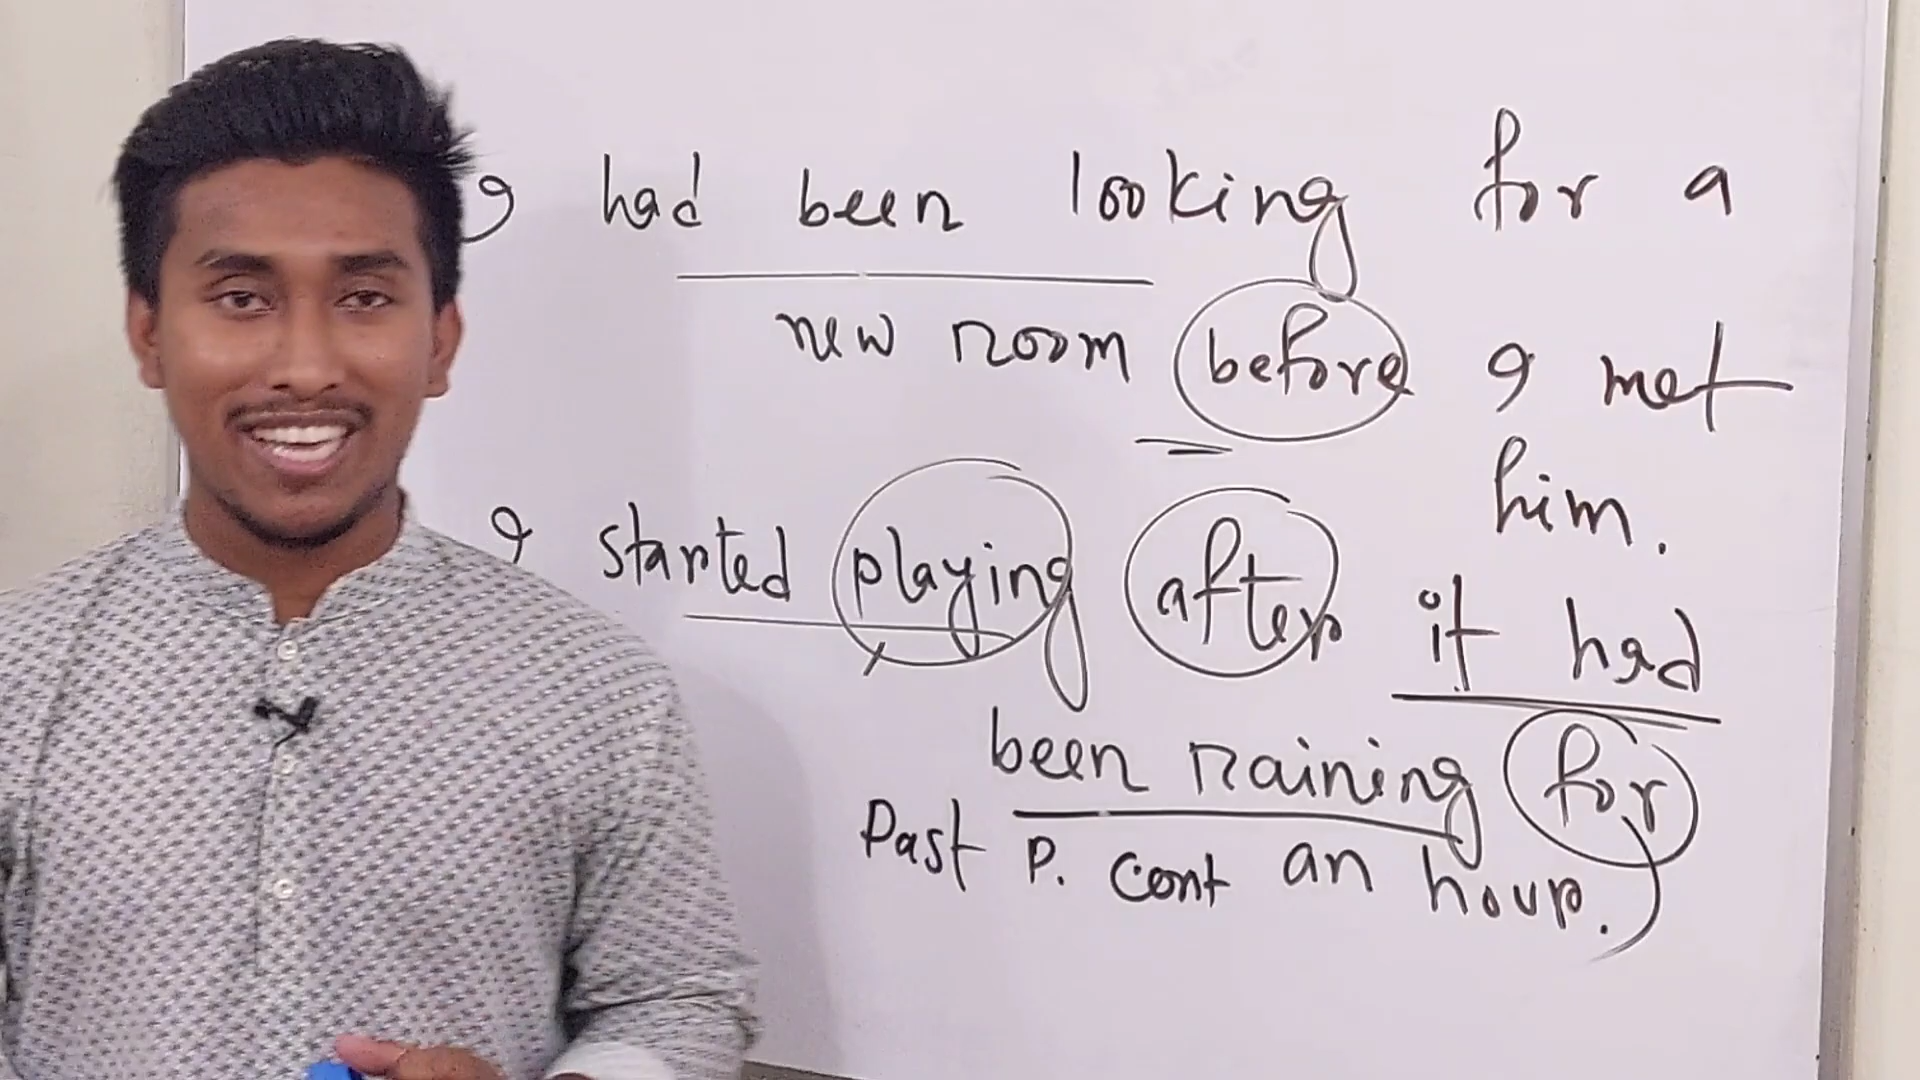 I had been looking for a
new room before I met
him.
I started playing after it had
been raining for
Past P. Cont an hour.